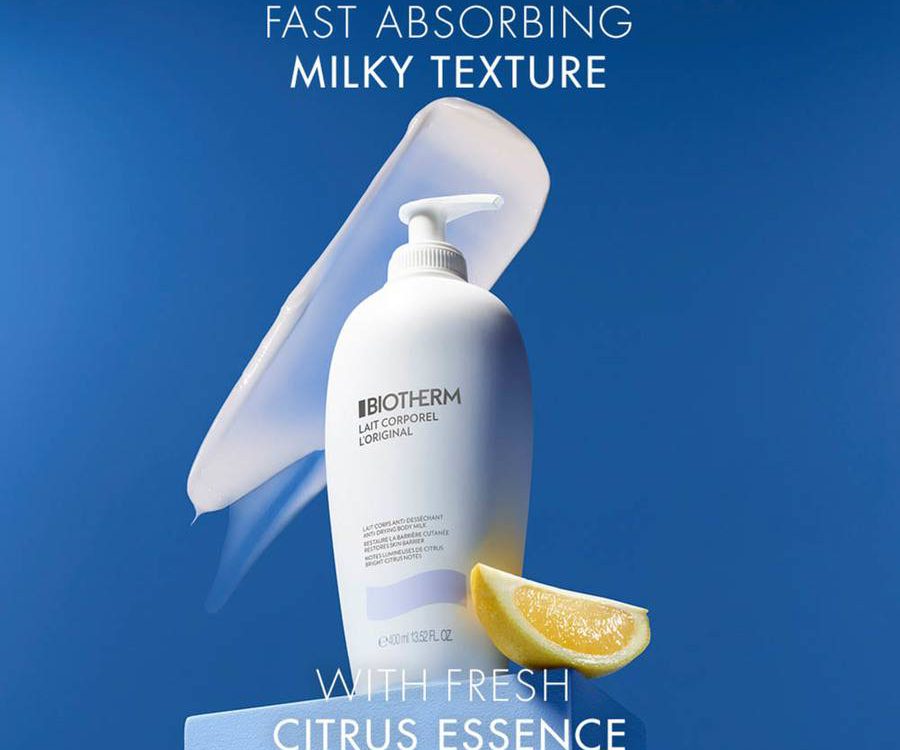 FAST ABSORBING
MILKY TEXTURE
BIOTHERM
LAIT CORPOREL
L'ORIGINAL
LAIT CORPS ANTI-DESSÉCHANT
ANTI-DRYING BODY MILK
RESTAURE LA BARRIÈRE CUTANÉE
RESTORES SKIN BARRIER
NOTES LUMINEUSES DE CITRUS
BRIGHT CITRUS NOTES
℮400 ml 13.52 FL. OZ.
WITH FRESH
CITRUS ESSENCE